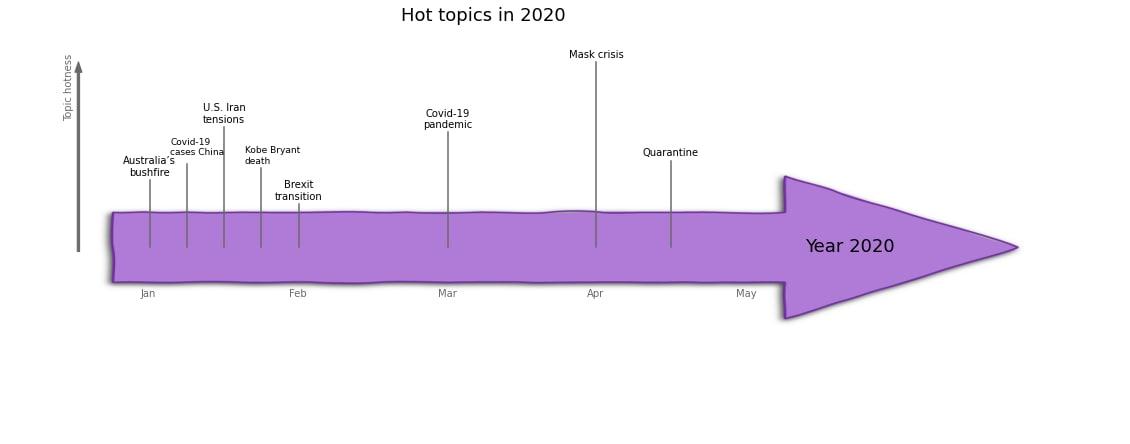 Hot topics in 2020
Topic hotness
Mask crisis
U.S. Iran
tensions
Covid-19
pandemic
Covid-19
cases China
Kobe Bryant
death
Quarantine
Australia’s
bushfire
Brexit
transition
Year 2020
Jan
Feb
Mar
Apr
May